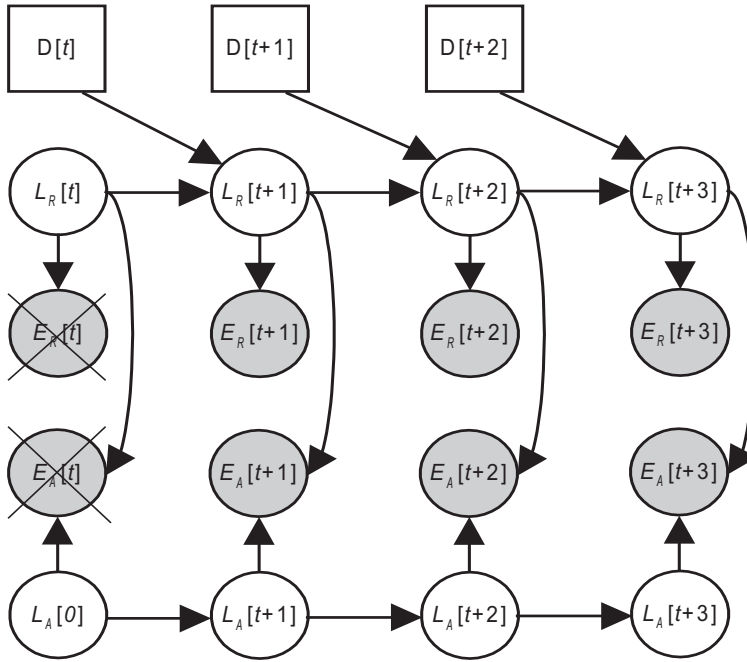 D[t] D[t+1] D[t+2]
L_R[t] L_R[t+1] L_R[t+2] L_R[t+3]
E_R[t] E_R[t+1] E_R[t+2] E_R[t+3]
E_A[t] E_A[t+1] E_A[t+2] E_A[t+3]
L_A[0] L_A[t+1] L_A[t+2] L_A[t+3]